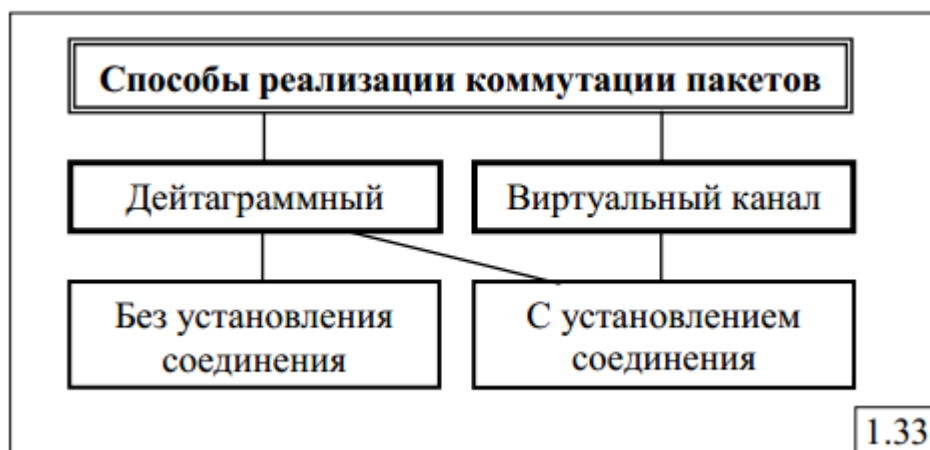 Способы реализации коммутации пакетов
Дейтаграммный
Виртуальный канал
Без установления
соединения
С установлением
соединения
1.33